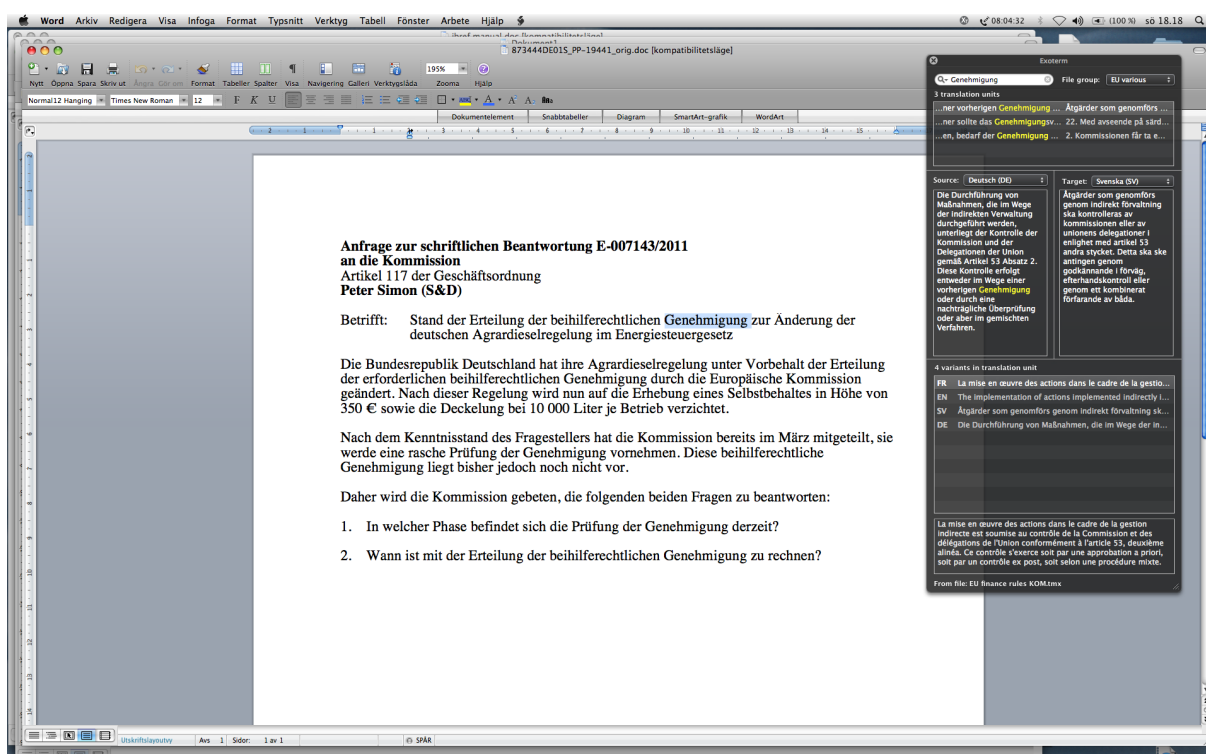 Word Arkiv Redigera Visa Infoga Format Typsnitt Verktyg Tabell Fönster Arbete Hjälp 08:04:32 (100 %) sö 18.18
Dokument1
873444DE01S_PP-19441_orig.doc [kompatibilitetsläge]
195%
Nytt Öppna Spara Skriv ut Ångra Gör om Format Tabeller Spalter Visa Navigering Galleri Verktygslåda Zooma Hjälp
Normal12 Hanging Times New Roman 12 F K U
Dokumentelement Snabbtabeller Diagram SmartArt-grafik WordArt
Anfrage zur schriftlichen Beantwortung E-007143/2011
an die Kommission
Artikel 117 der Geschäftsordnung
Peter Simon (S&D)
Betrifft: Stand der Erteilung der beihilferechtlichen Genehmigung zur Änderung der
deutschen Agrardieselregelung im Energiesteuergesetz
Die Bundesrepublik Deutschland hat ihre Agrardieselregelung unter Vorbehalt der Erteilung
der erforderlichen beihilferechtlichen Genehmigung durch die Europäische Kommission
geändert. Nach dieser Regelung wird nun auf die Erhebung eines Selbstbehaltes in Höhe von
350 € sowie die Deckelung bei 10 000 Liter je Betrieb verzichtet.
Nach dem Kenntnisstand des Fragestellers hat die Kommission bereits im März mitgeteilt, sie
werde eine rasche Prüfung der Genehmigung vornehmen. Diese beihilferechtliche
Genehmigung liegt bisher jedoch noch nicht vor.
Daher wird die Kommission gebeten, die folgenden beiden Fragen zu beantworten:
1. In welcher Phase befindet sich die Prüfung der Genehmigung derzeit?
2. Wann ist mit der Erteilung der beihilferechtlichen Genehmigung zu rechnen?
Utskriftslayoutvy Avs 1 Sidor: 1 av 1 SPÅR
Exoterm
Genehmigung File group: EU various
3 translation units
...ner vorherigen Genehmigung ... Åtgärder som genomförs ...
...ner sollte das Genehmigungsv... 22. Med avseende på särd...
...en, bedarf der Genehmigung ... 2. Kommissionen får ta e...
Source: Deutsch (DE) Target: Svenska (SV)
Die Durchführung von
Maßnahmen, die im Wege
der indirekten Verwaltung
durchgeführt werden,
unterliegt der Kontrolle der
Kommission und der
Delegationen der Union
gemäß Artikel 53 Absatz 2.
Diese Kontrolle erfolgt
entweder im Wege einer
vorherigen Genehmigung
oder durch eine
nachträgliche Überprüfung
oder aber im gemischten
Verfahren.
Åtgärder som genomförs
genom indirekt förvaltning
ska kontrolleras av
kommissionen eller av
unionens delegationer i
enlighet med artikel 53
andra stycket. Detta ska ske
antingen genom
godkännande i förväg,
efterhandskontroll eller
genom ett kombinerat
förfarande av båda.
4 variants in translation unit
FR La mise en œuvre des actions dans le cadre de la gestio...
EN The implementation of actions implemented indirectly i...
SV Åtgärder som genomförs genom indirekt förvaltning sk...
DE Die Durchführung von Maßnahmen, die im Wege der in...
La mise en œuvre des actions dans le cadre de la gestion
indirecte est soumise au contrôle de la Commission et des
délégations de l'Union conformément à l'article 53, deuxième
alinéa. Ce contrôle s'exerce soit par une approbation a priori,
soit par un contrôle ex post, soit selon une procédure mixte.
From file: EU finance rules KOM.tmx